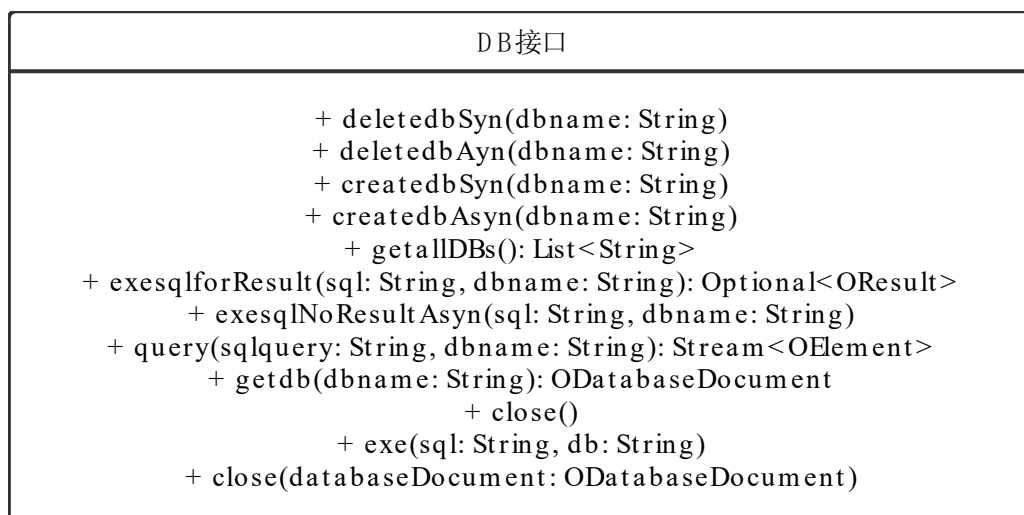 DB接口
+ deletedbSyn(dbname: String)
+ deletedbAyn(dbname: String)
+ createdbSyn(dbname: String)
+ createdbAsyn(dbname: String)
+ getallDBs(): List<String>
+ exesqlforResult(sql: String, dbname: String): Optional<OResult>
+ exesqlNoResultAsyn(sql: String, dbname: String)
+ query(sqlquery: String, dbname: String): Stream<OElement>
+ getdb(dbname: String): ODatabaseDocument
+ close()
+ exe(sql: String, db: String)
+ close(databaseDocument: ODatabaseDocument)